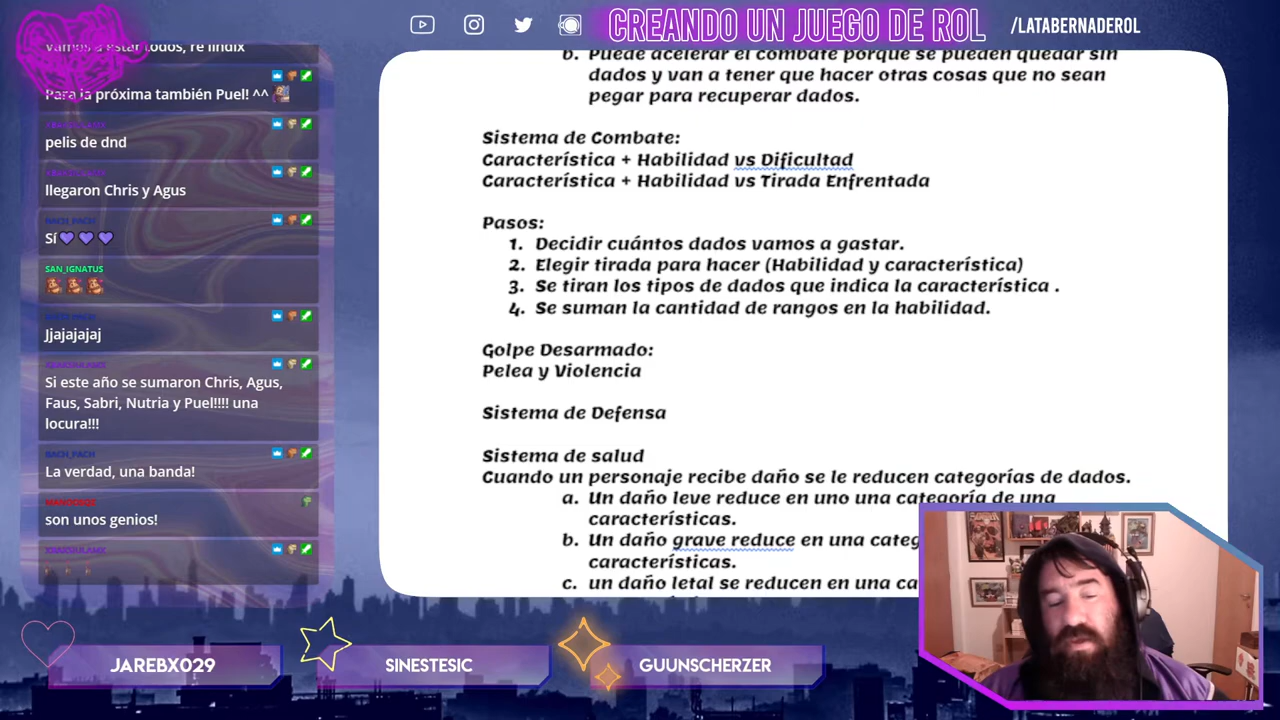 CREANDO UN JUEGO DE ROL
/LATABERNADEROL
Vamos a estar todos, re lindix
Para la próxima también Puel! ^^
pelis de dnd
llegaron Chris y Agus
BACH_PACH
Sí
SAN_IGNATUS
Jjajajajaj
Si este año se sumaron Chris, Agus,
Faus, Sabri, Nutria y Puel!!!! una
locura!!!
BACH_PACH
La verdad, una banda!
son unos genios!
b. Puede acelerar el combate porque se pueden quedar sin
dados y van a tener que hacer otras cosas que no sean
pegar para recuperar dados.
Sistema de Combate:
Característica + Habilidad vs Dificultad
Característica + Habilidad vs Tirada Enfrentada
Pasos:
1. Decidir cuántos dados vamos a gastar.
2. Elegir tirada para hacer (Habilidad y característica)
3. Se tiran los tipos de dados que indica la característica .
4. Se suman la cantidad de rangos en la habilidad.
Golpe Desarmado:
Pelea y Violencia
Sistema de Defensa
Sistema de salud
Cuando un personaje recibe daño se le reducen categorías de dados.
a. Un daño leve reduce en uno una categoría de una
características.
b. Un daño grave reduce en una categ
características.
c. un daño letal se reducen en una ca
JAREBX029
SINESTESIC
GUUNSCHERZER